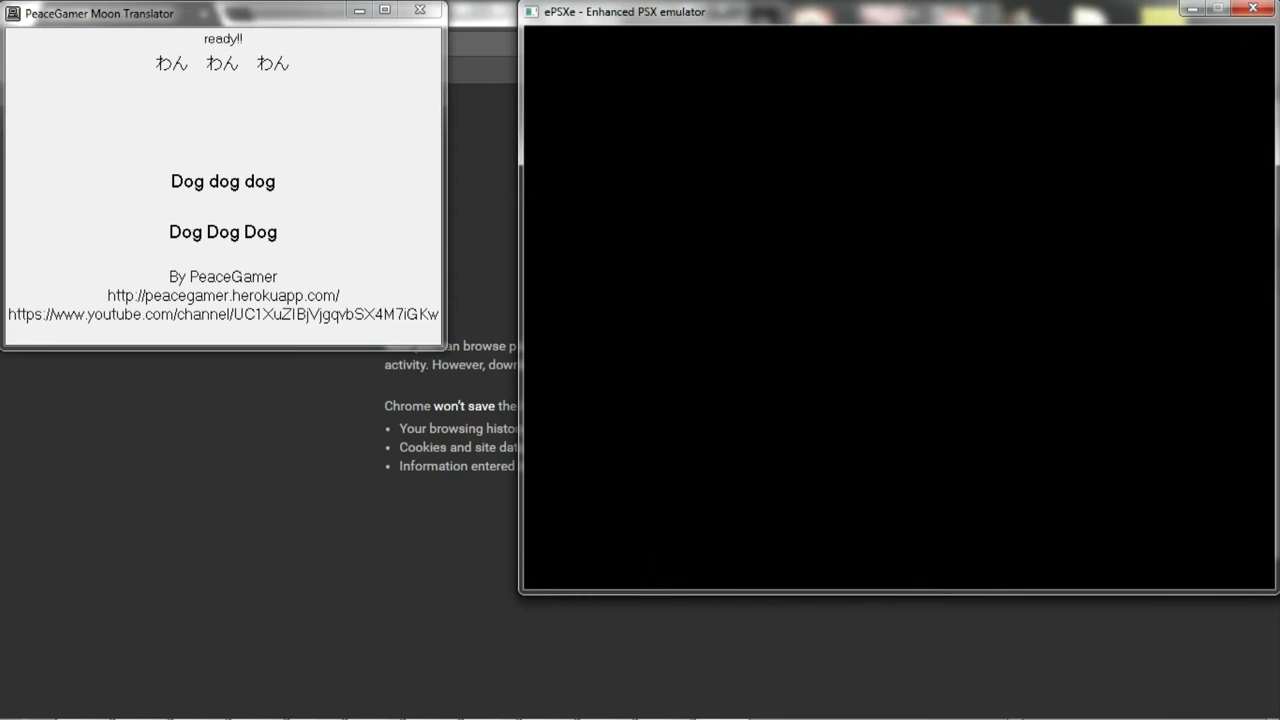 PeaceGamer Moon Translator
ready!!
わん わん わん
Dog dog dog
Dog Dog Dog
By PeaceGamer
http://peacegamer.herokuapp.com/
https://www.youtube.com/channel/UC1XuZIBjVjgqvbSX4M7iGKw
ePSXe - Enhanced PSX emulator
can browse
activity. However, down
Chrome won't save the
• Your browsing histo
• Cookies and site dat
• Information entered